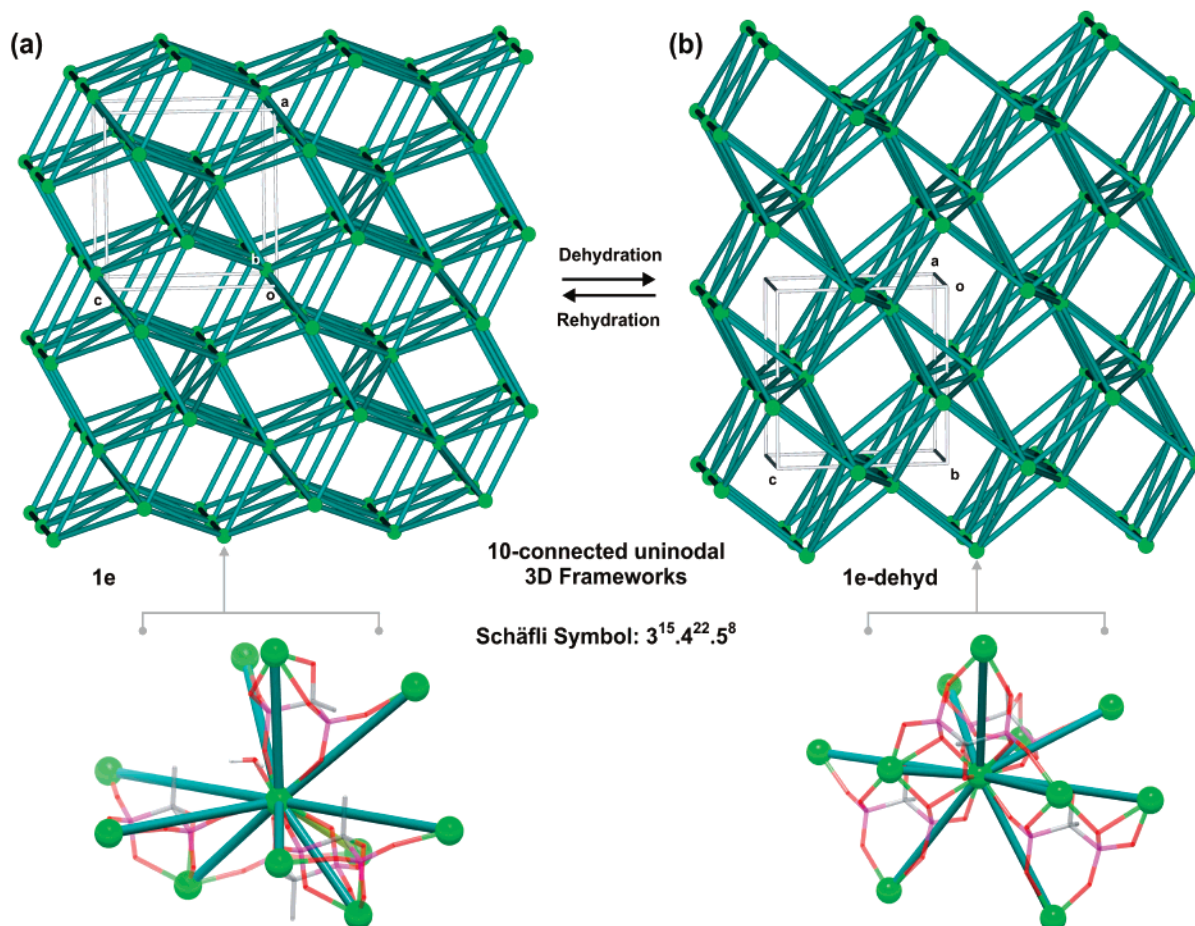 (a)
(b)
a
b
c
o
Dehydration
Rehydration
a
o
c
b
1e
10-connected uninodal
3D Frameworks
1e-dehyd
Schäfli Symbol: 3¹⁵.4²².5⁸